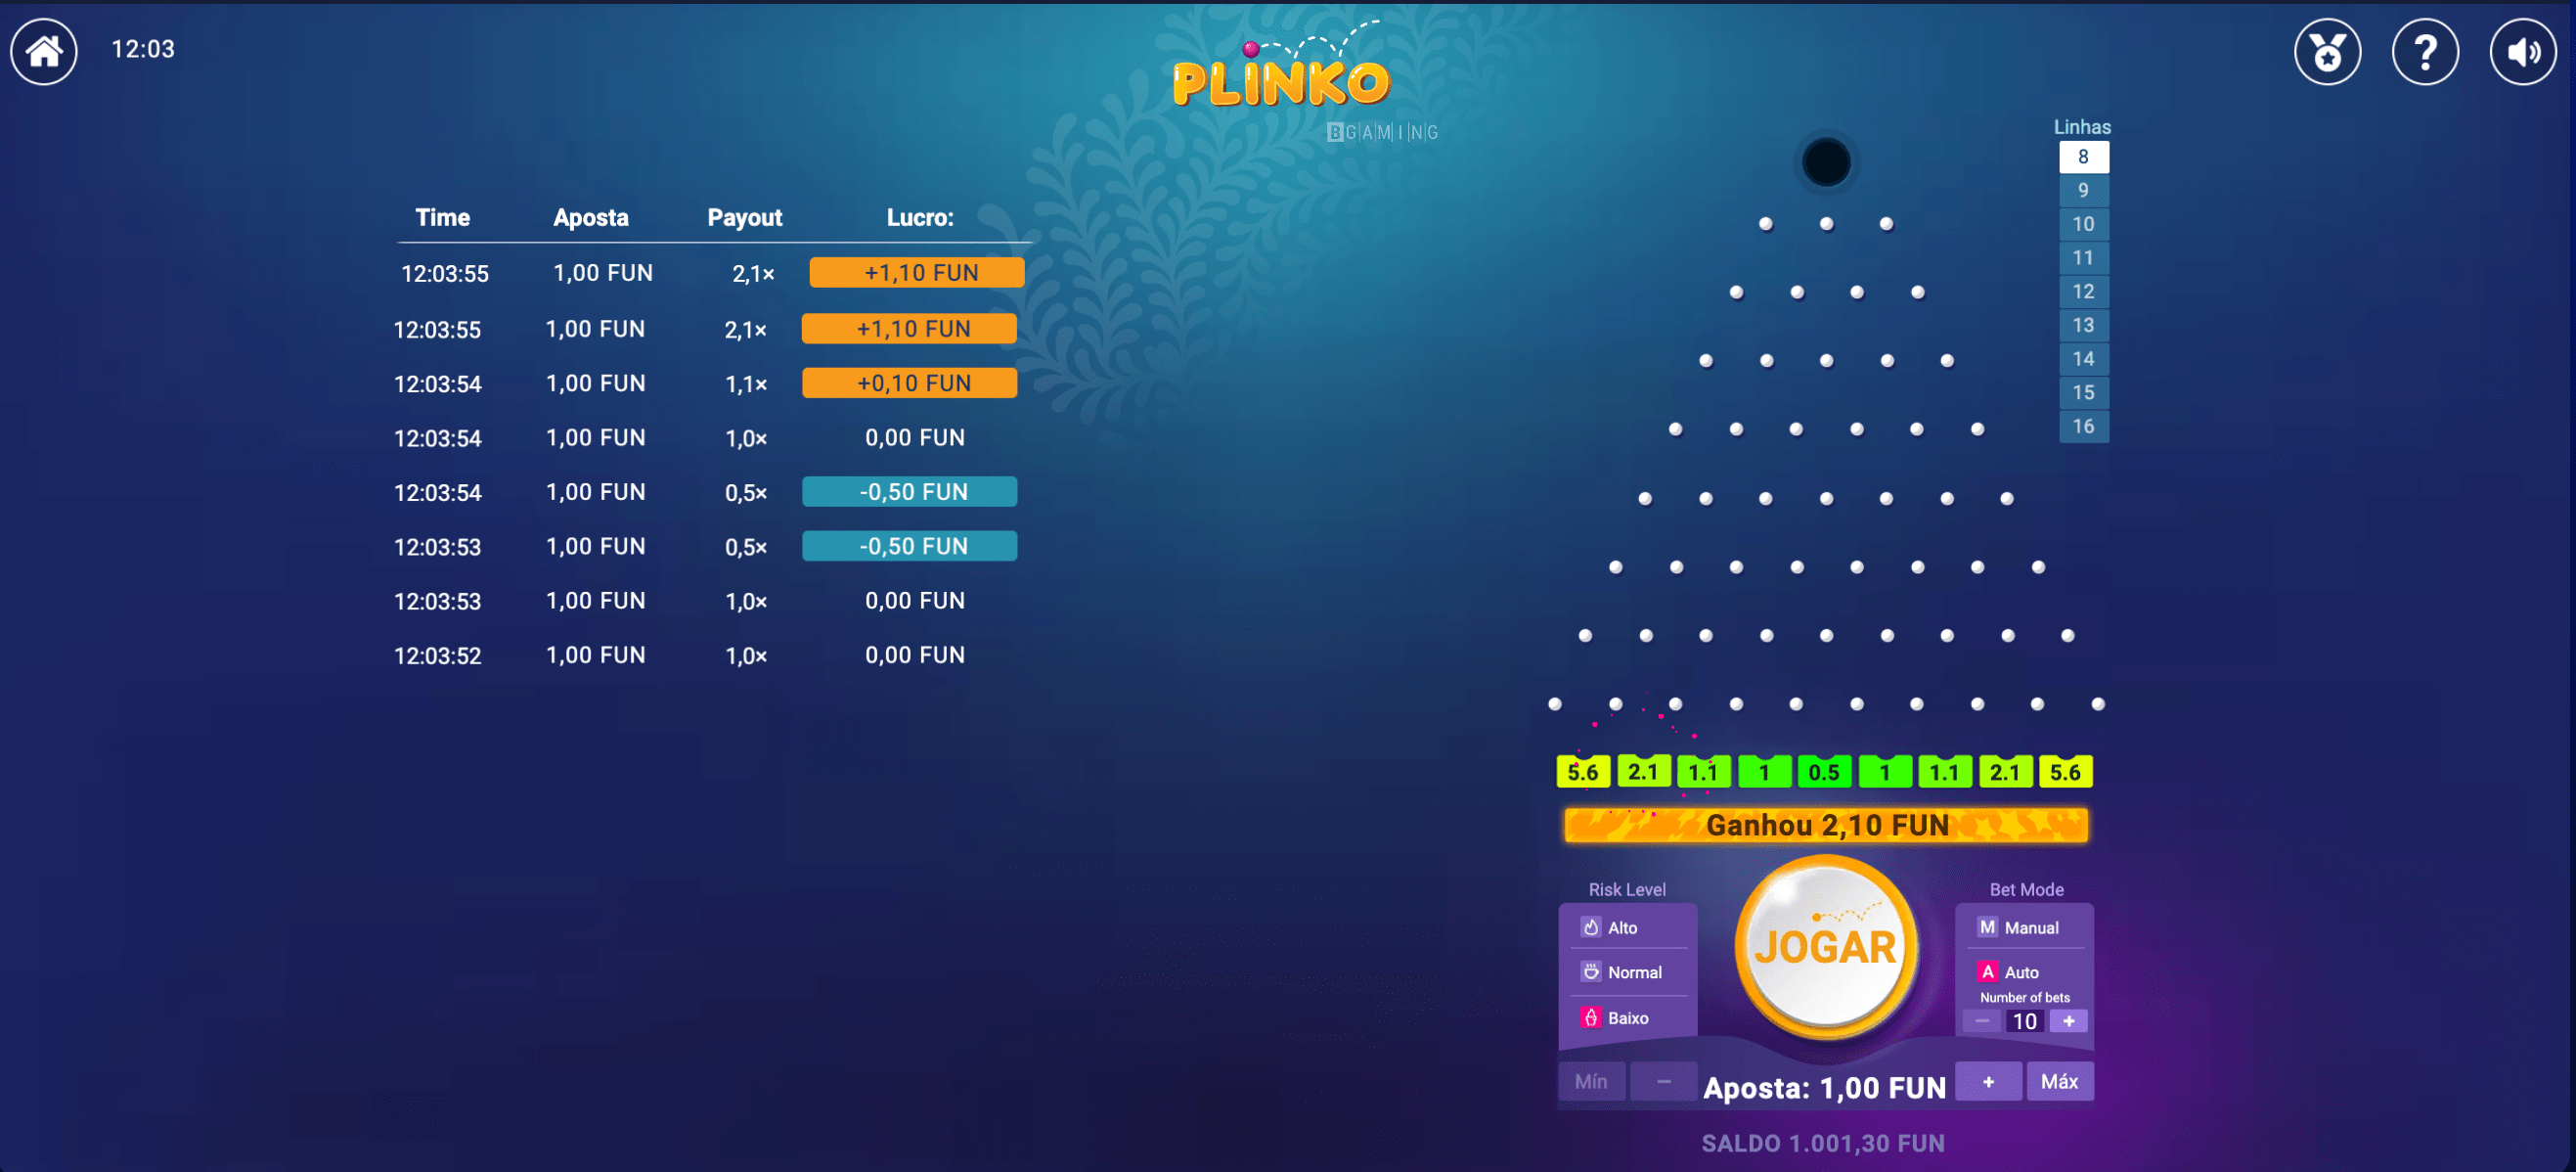 12:03
PLINKO
BGAMING
Time Aposta Payout Lucro:
12:03:55 1,00 FUN 2,1× +1,10 FUN
12:03:55 1,00 FUN 2,1× +1,10 FUN
12:03:54 1,00 FUN 1,1× +0,10 FUN
12:03:54 1,00 FUN 1,0× 0,00 FUN
12:03:54 1,00 FUN 0,5× -0,50 FUN
12:03:53 1,00 FUN 0,5× -0,50 FUN
12:03:53 1,00 FUN 1,0× 0,00 FUN
12:03:52 1,00 FUN 1,0× 0,00 FUN
Linhas
8
9
10
11
12
13
14
15
16
5.6 2.1 1.1 1 0.5 1 1.1 2.1 5.6
Ganhou 2,10 FUN
Risk Level
Alto
Normal
Baixo
JOGAR
Bet Mode
M Manual
A Auto
Number of bets
− 10 +
Mín − Aposta: 1,00 FUN + Máx
SALDO 1.001,30 FUN